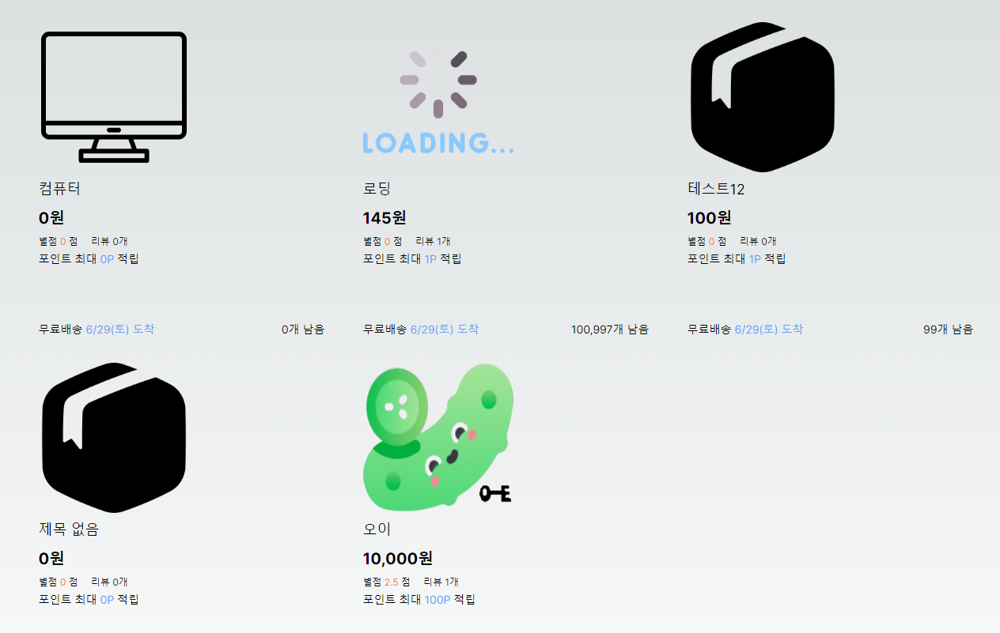 LOADING...
컴퓨터
0원
별점 0 점 리뷰 0개
포인트 최대 0P 적립
무료배송 6/29(토) 도착 0개 남음
로딩
145원
별점 0 점 리뷰 1개
포인트 최대 1P 적립
무료배송 6/29(토) 도착 100,997개 남음
테스트12
100원
별점 0 점 리뷰 0개
포인트 최대 1P 적립
무료배송 6/29(토) 도착 99개 남음
제목 없음
0원
별점 0 점 리뷰 0개
포인트 최대 0P 적립
오이
10,000원
별점 2.5 점 리뷰 1개
포인트 최대 100P 적립